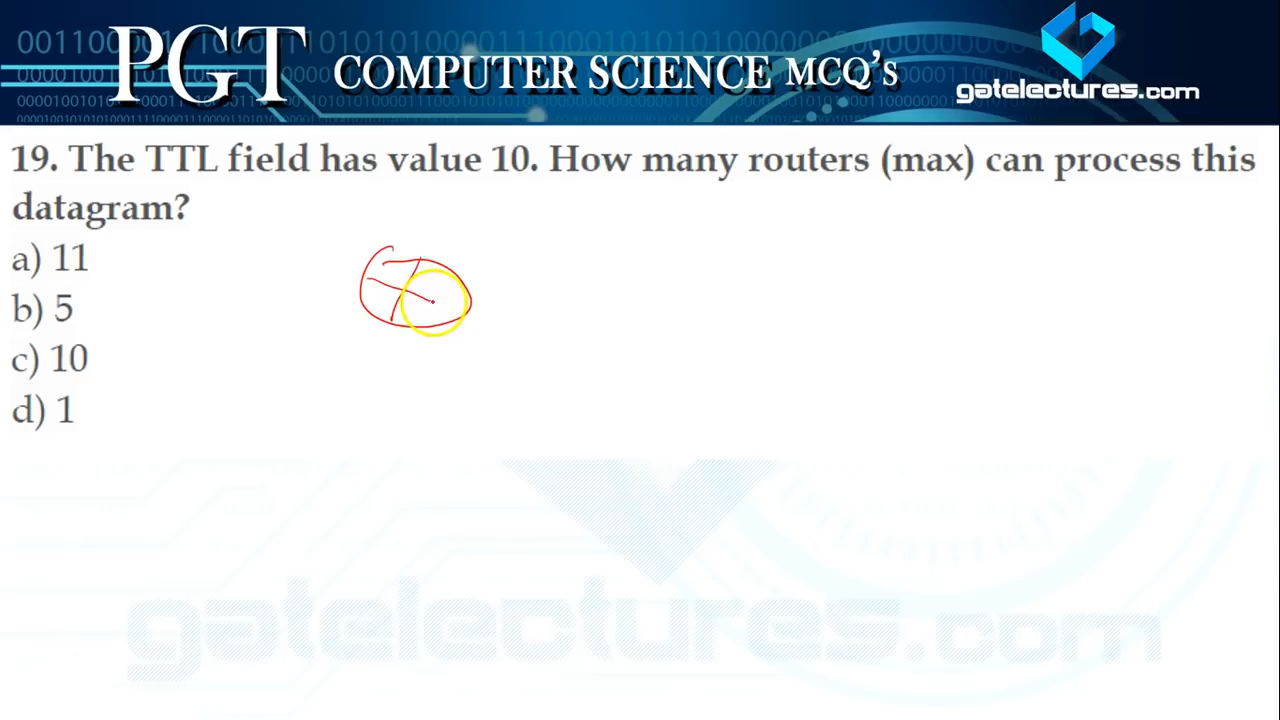 PGT COMPUTER SCIENCE MCQ's
gatelectures.com
19. The TTL field has value 10. How many routers (max) can process this
datagram?
a) 11
b) 5
c) 10
d) 1
gatelectures.com